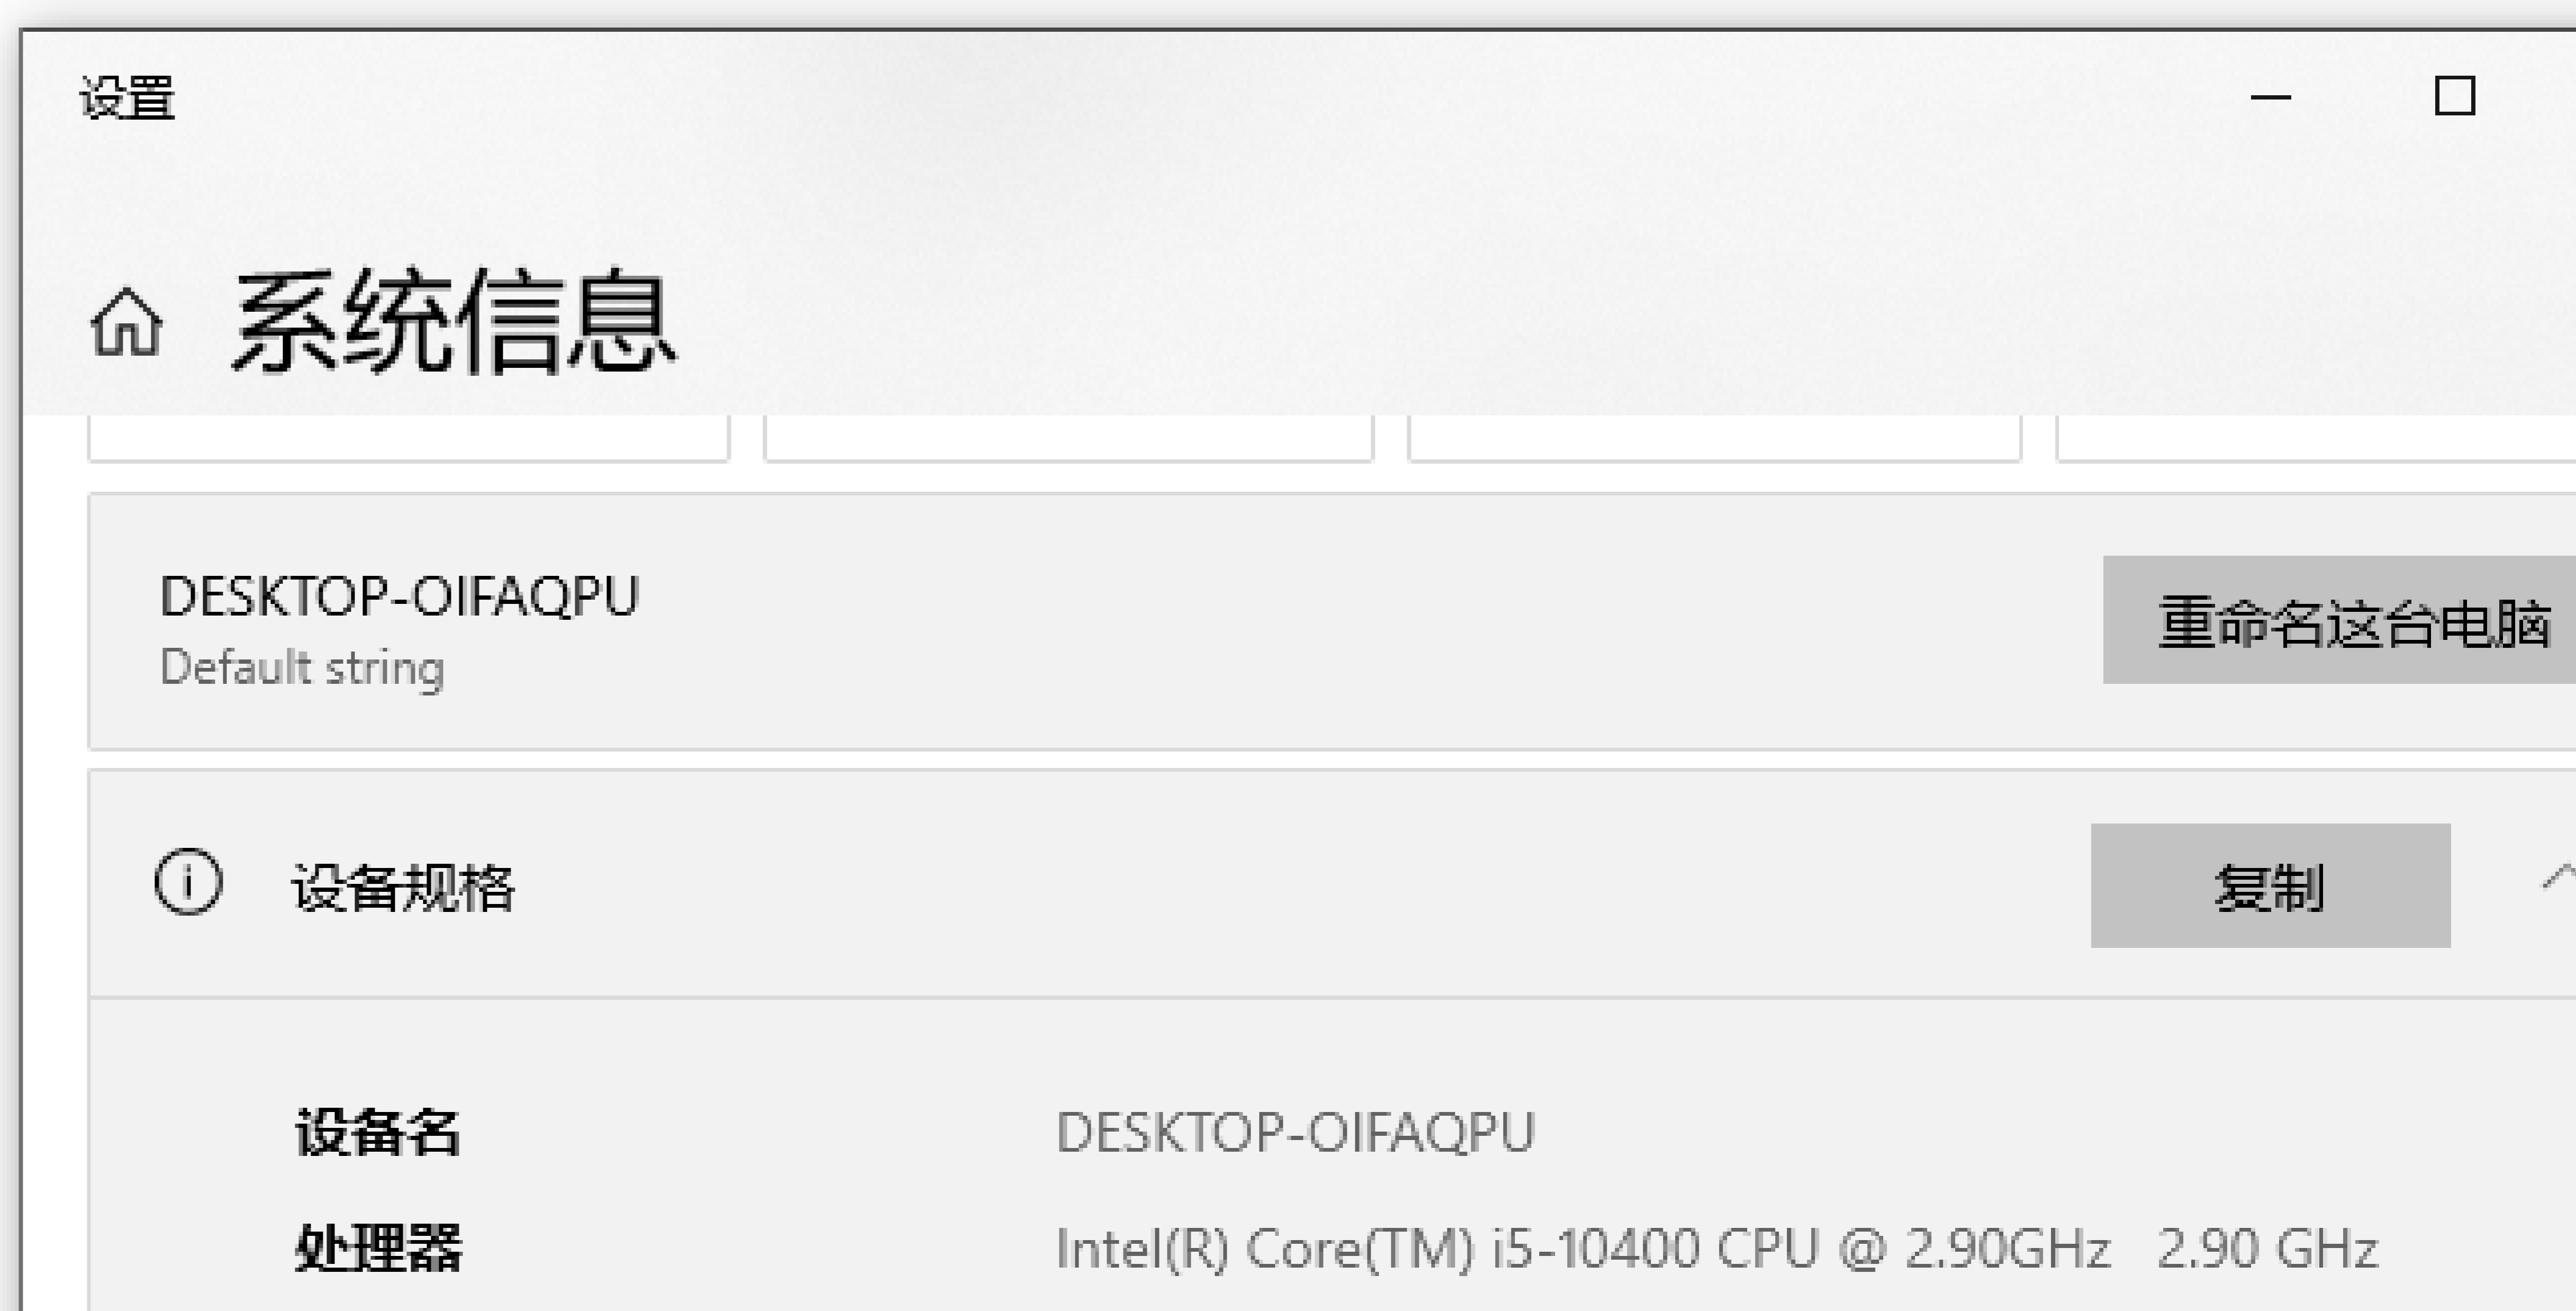 设置
系统信息
DESKTOP-OIFAQPU
Default string
重命名这台电脑
设备规格
复制
设备名 DESKTOP-OIFAQPU
处理器 Intel(R) Core(TM) i5-10400 CPU @ 2.90GHz 2.90 GHz